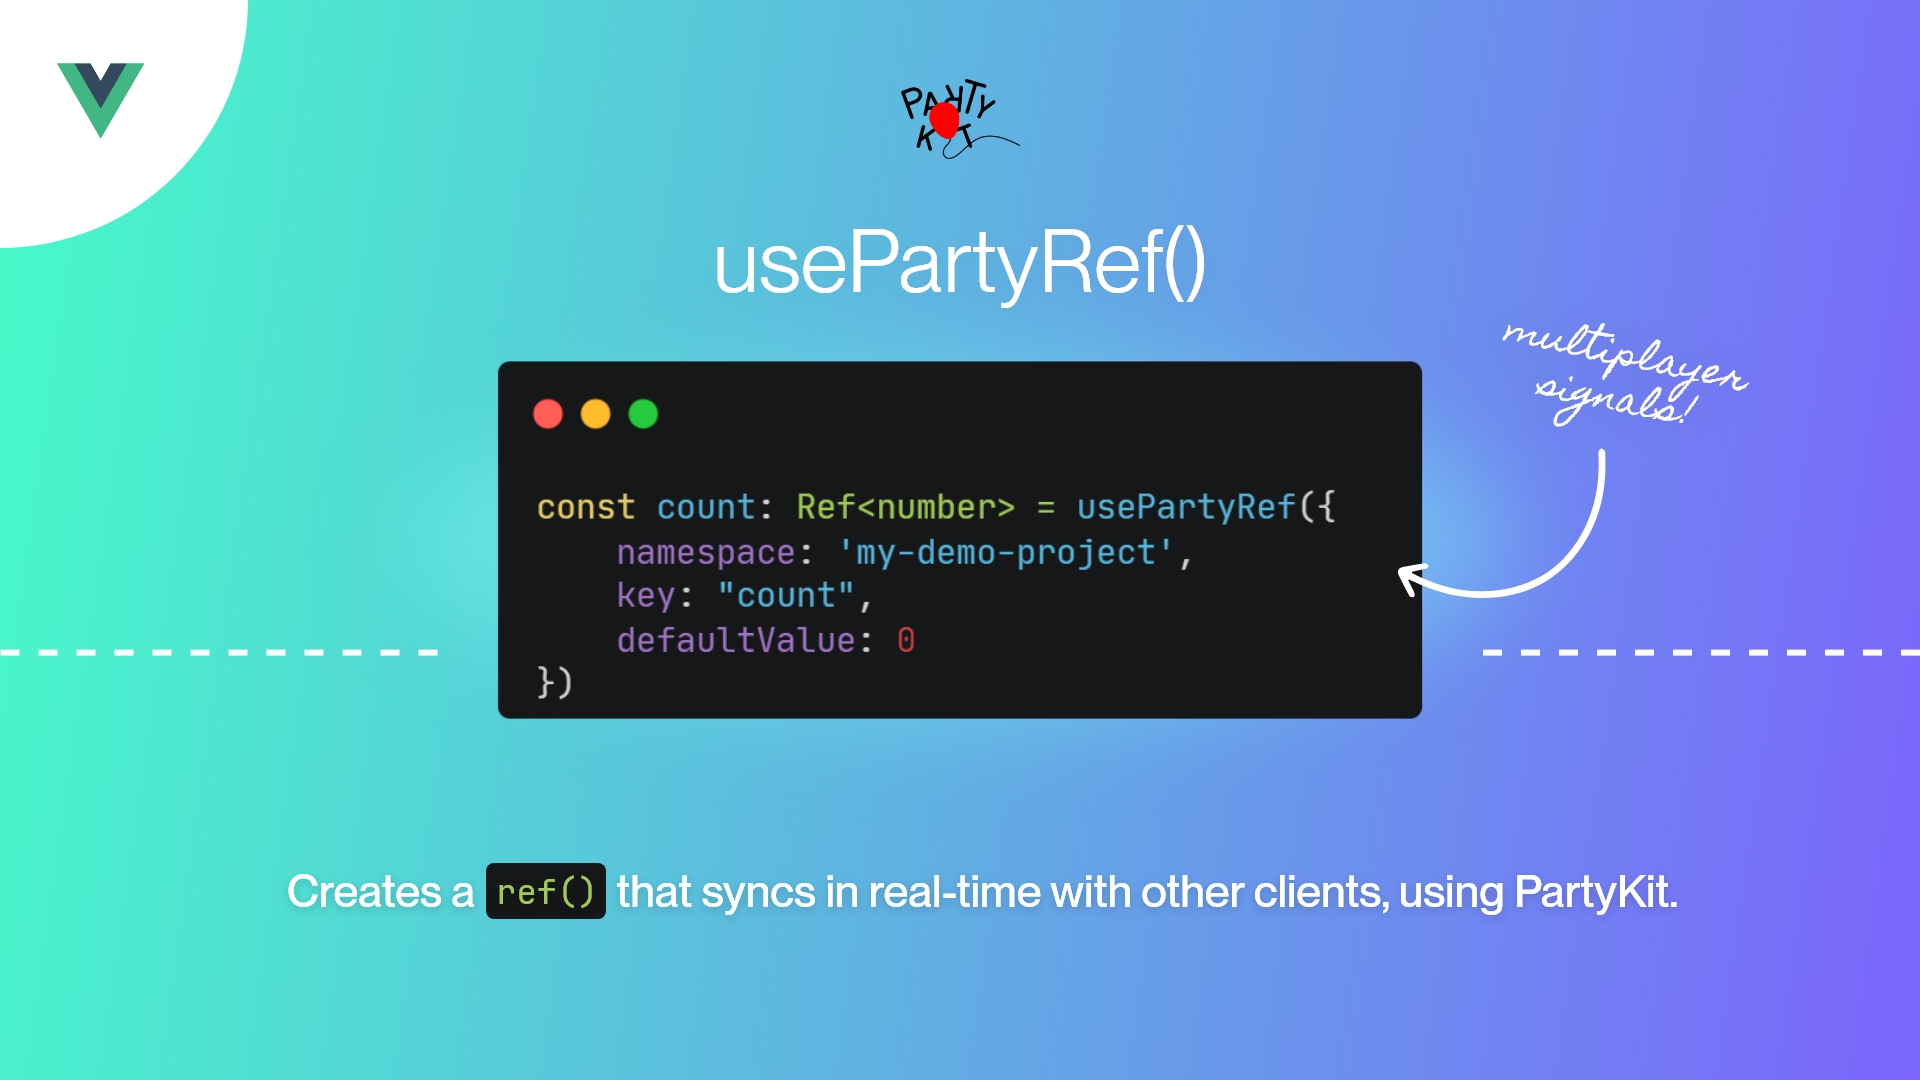 PARTY
KIT
usePartyRef()
multiplayer
signals!
const count: Ref<number> = usePartyRef({
    namespace: 'my-demo-project',
    key: "count",
    defaultValue: 0
})
Creates a ref() that syncs in real-time with other clients, using PartyKit.